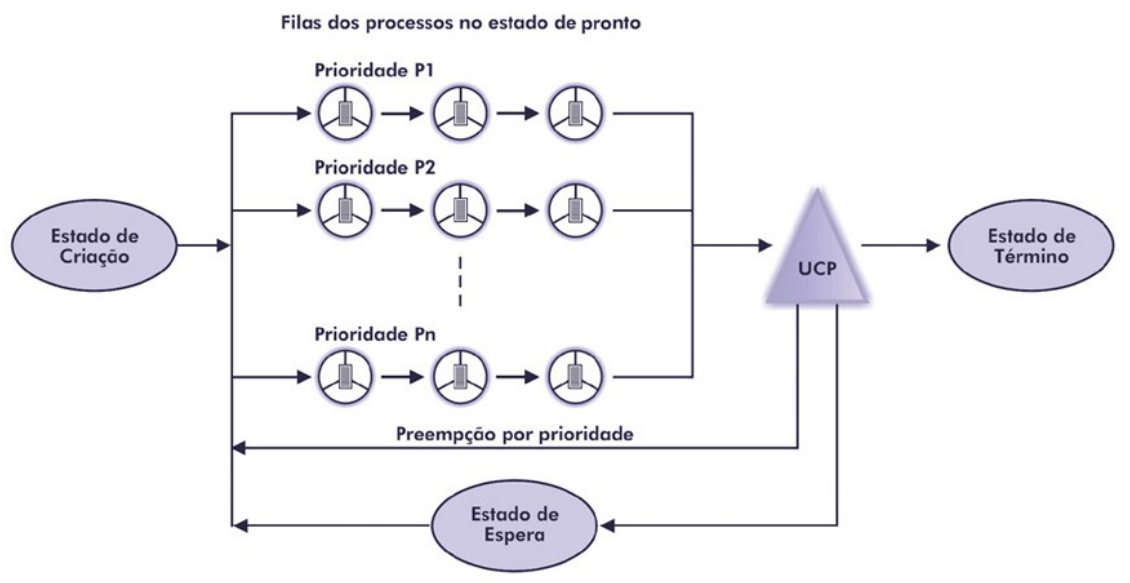 Filas dos processos no estado de pronto
Prioridade P1
Prioridade P2
Estado de
Criação
UCP
Estado de
Término
Prioridade Pn
Preempção por prioridade
Estado de
Espera